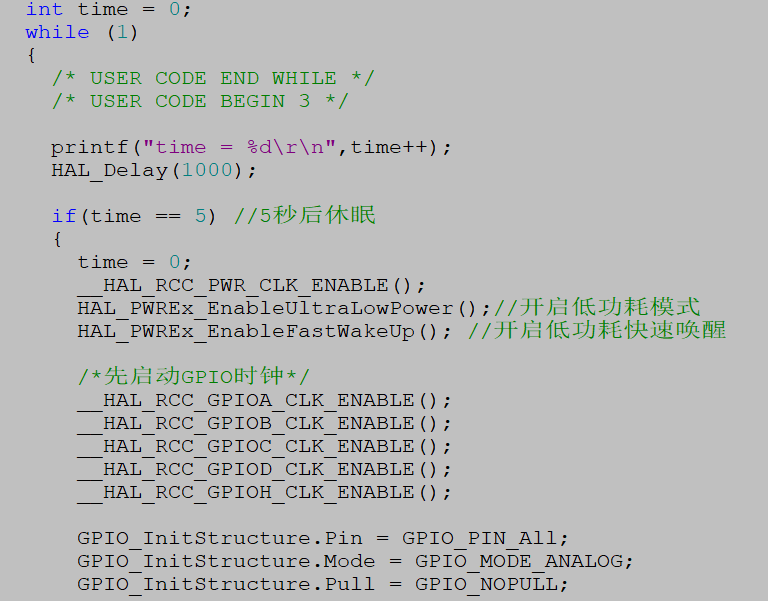 int time = 0;
while (1)
{
/* USER CODE END WHILE */
/* USER CODE BEGIN 3 */
printf("time = %d\r\n",time++);
HAL_Delay(1000);
if(time == 5) //5秒后休眠
{
time = 0;
__HAL_RCC_PWR_CLK_ENABLE();
HAL_PWREx_EnableUltraLowPower();//开启低功耗模式
HAL_PWREx_EnableFastWakeUp(); //开启低功耗快速唤醒
/*先启动GPIO时钟*/
__HAL_RCC_GPIOA_CLK_ENABLE();
__HAL_RCC_GPIOB_CLK_ENABLE();
__HAL_RCC_GPIOC_CLK_ENABLE();
__HAL_RCC_GPIOD_CLK_ENABLE();
__HAL_RCC_GPIOH_CLK_ENABLE();
GPIO_InitStructure.Pin = GPIO_PIN_All;
GPIO_InitStructure.Mode = GPIO_MODE_ANALOG;
GPIO_InitStructure.Pull = GPIO_NOPULL;